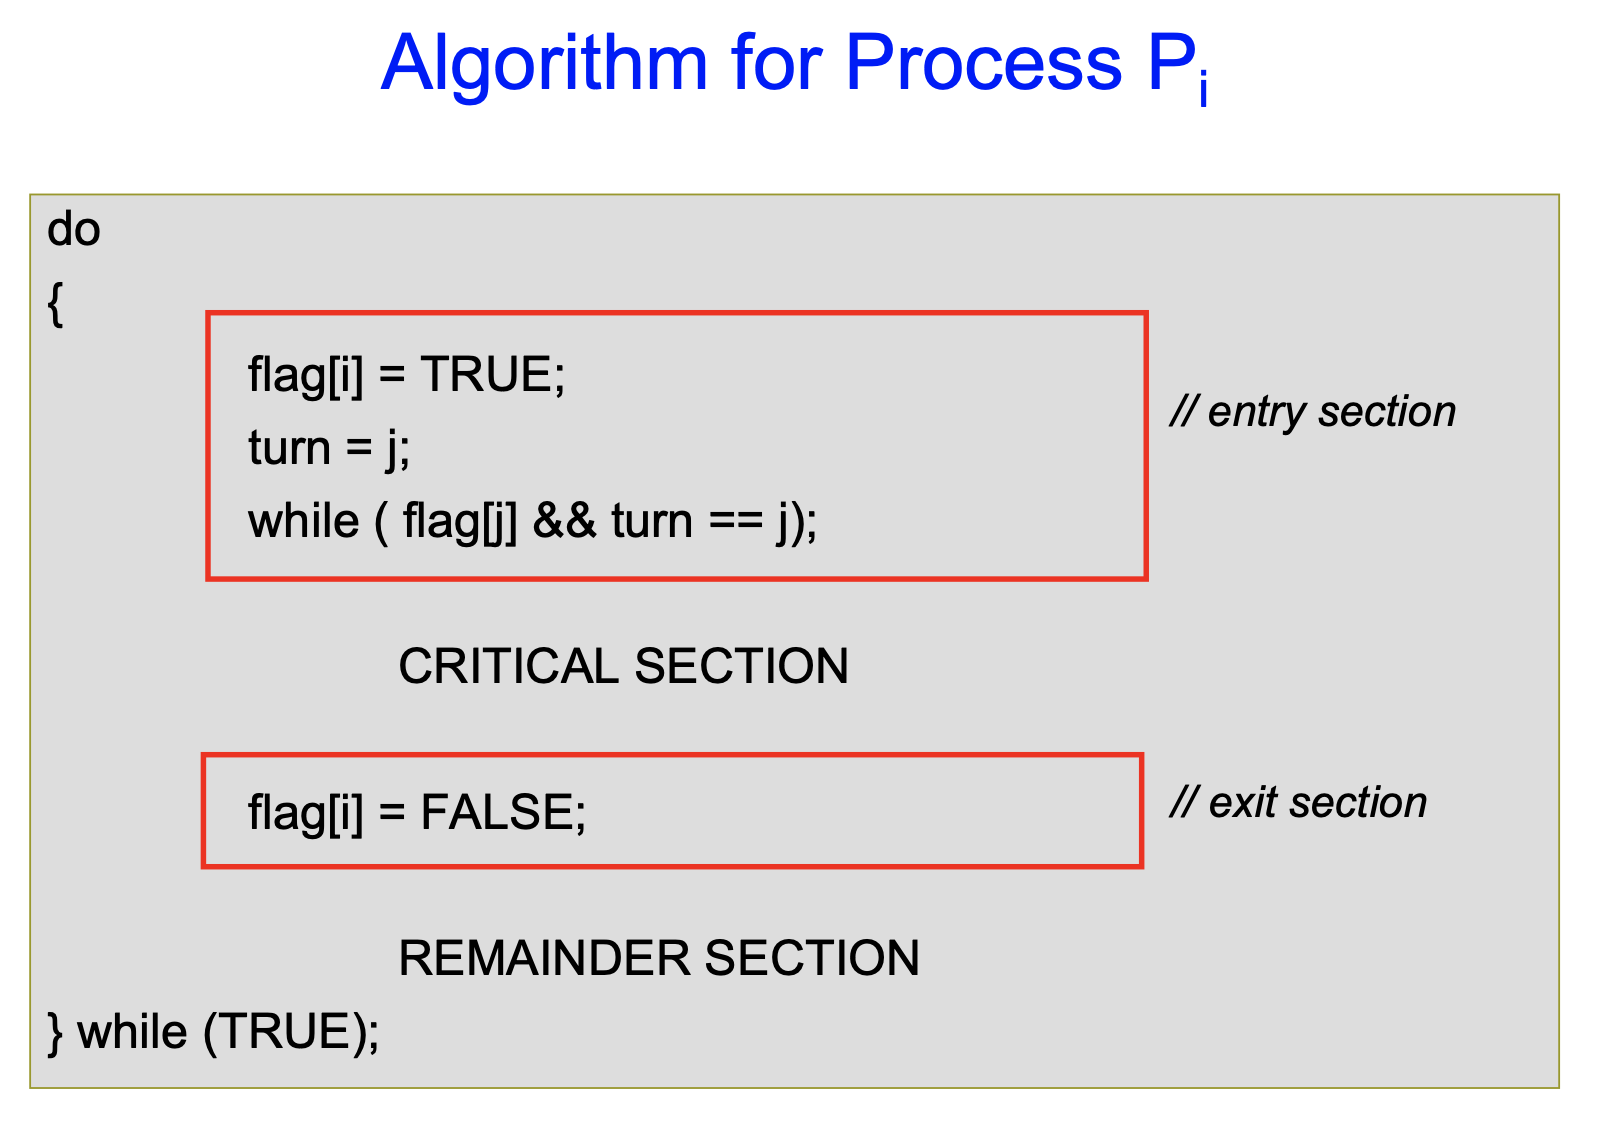 Algorithm for Process Pi
do
{
flag[i] = TRUE;
turn = j;
while ( flag[j] && turn == j);
// entry section
CRITICAL SECTION
flag[i] = FALSE;
// exit section
REMAINDER SECTION
} while (TRUE);